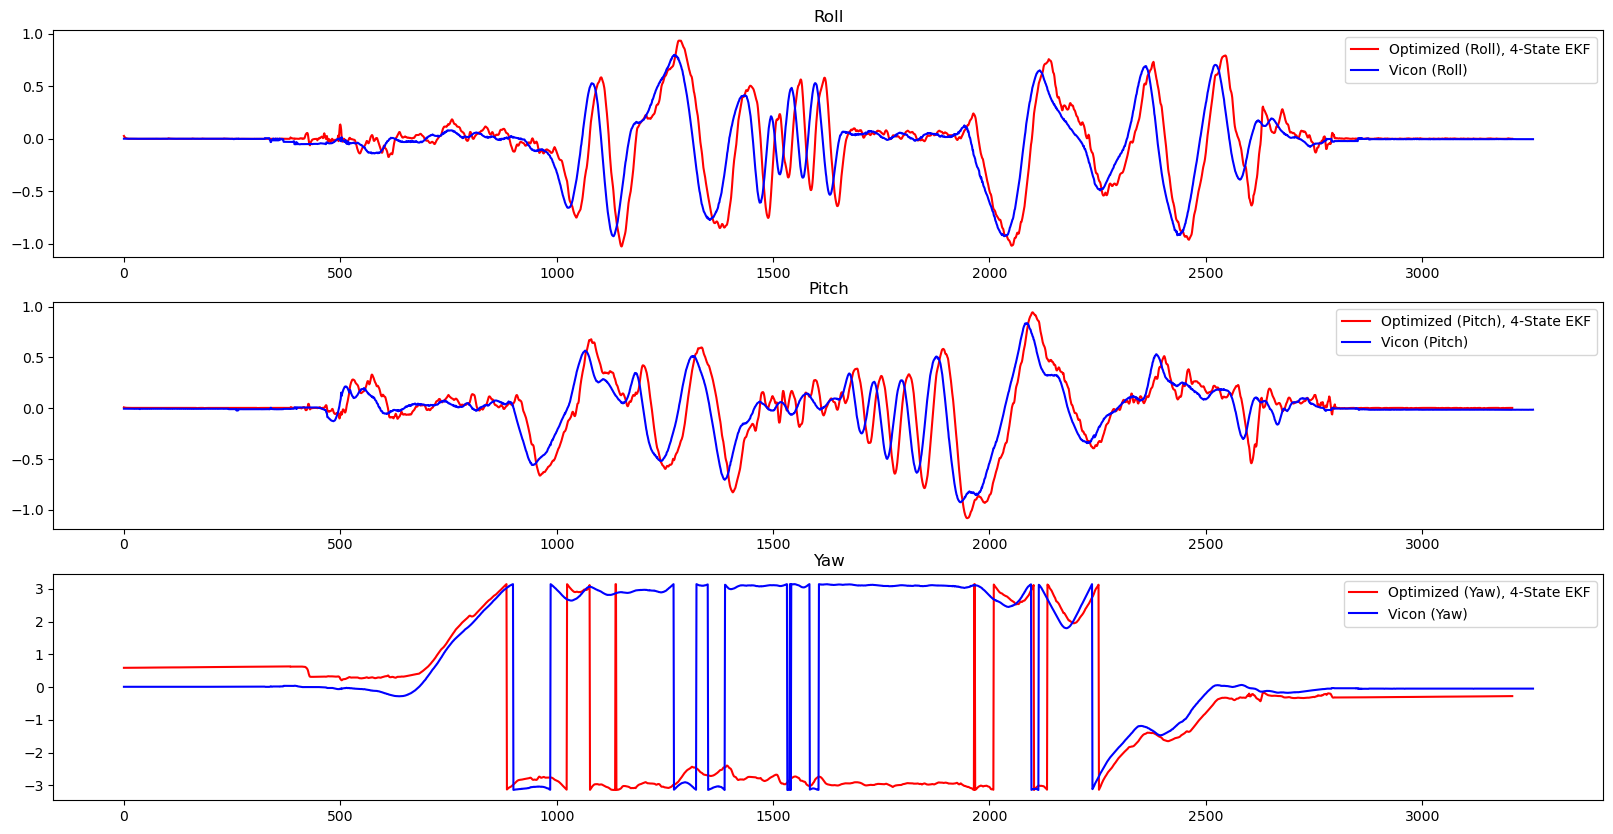 Roll
1.0
0.5
0.0
−0.5
−1.0
Optimized (Roll), 4-State EKF
Vicon (Roll)
0 500 1000 1500 2000 2500 3000
Pitch
1.0
0.5
0.0
−0.5
−1.0
Optimized (Pitch), 4-State EKF
Vicon (Pitch)
0 500 1000 1500 2000 2500 3000
Yaw
3
2
1
0
−1
−2
−3
Optimized (Yaw), 4-State EKF
Vicon (Yaw)
0 500 1000 1500 2000 2500 3000